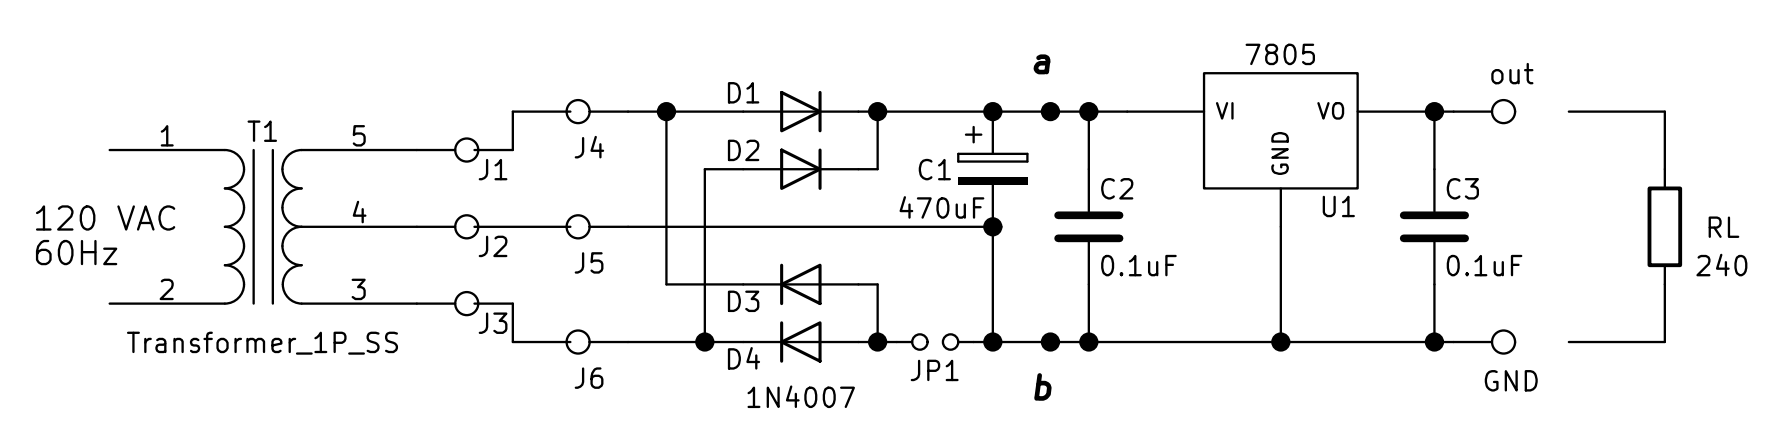 a
7805
out
D1
VI
VO
T1
1
5
J4
GND
J1
D2
C1
+
C2
C3
U1
470uF
120 VAC
60Hz
4
J2
J5
RL
240
0.1uF
0.1uF
2
3
D3
J3
Transformer_1P_SS
D4
JP1
J6
b
GND
1N4007